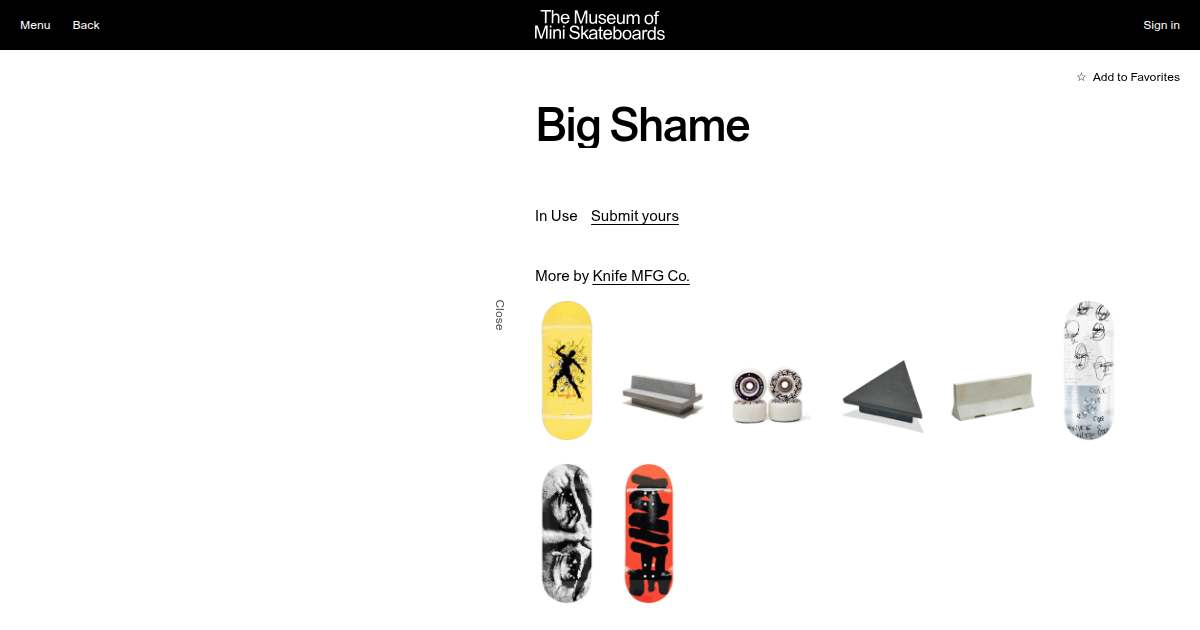 Menu Back
The Museum of
Mini Skateboards
Sign in
☆ Add to Favorites
Big Shame
In Use Submit yours
More by Knife MFG Co.
Close
KNIFE